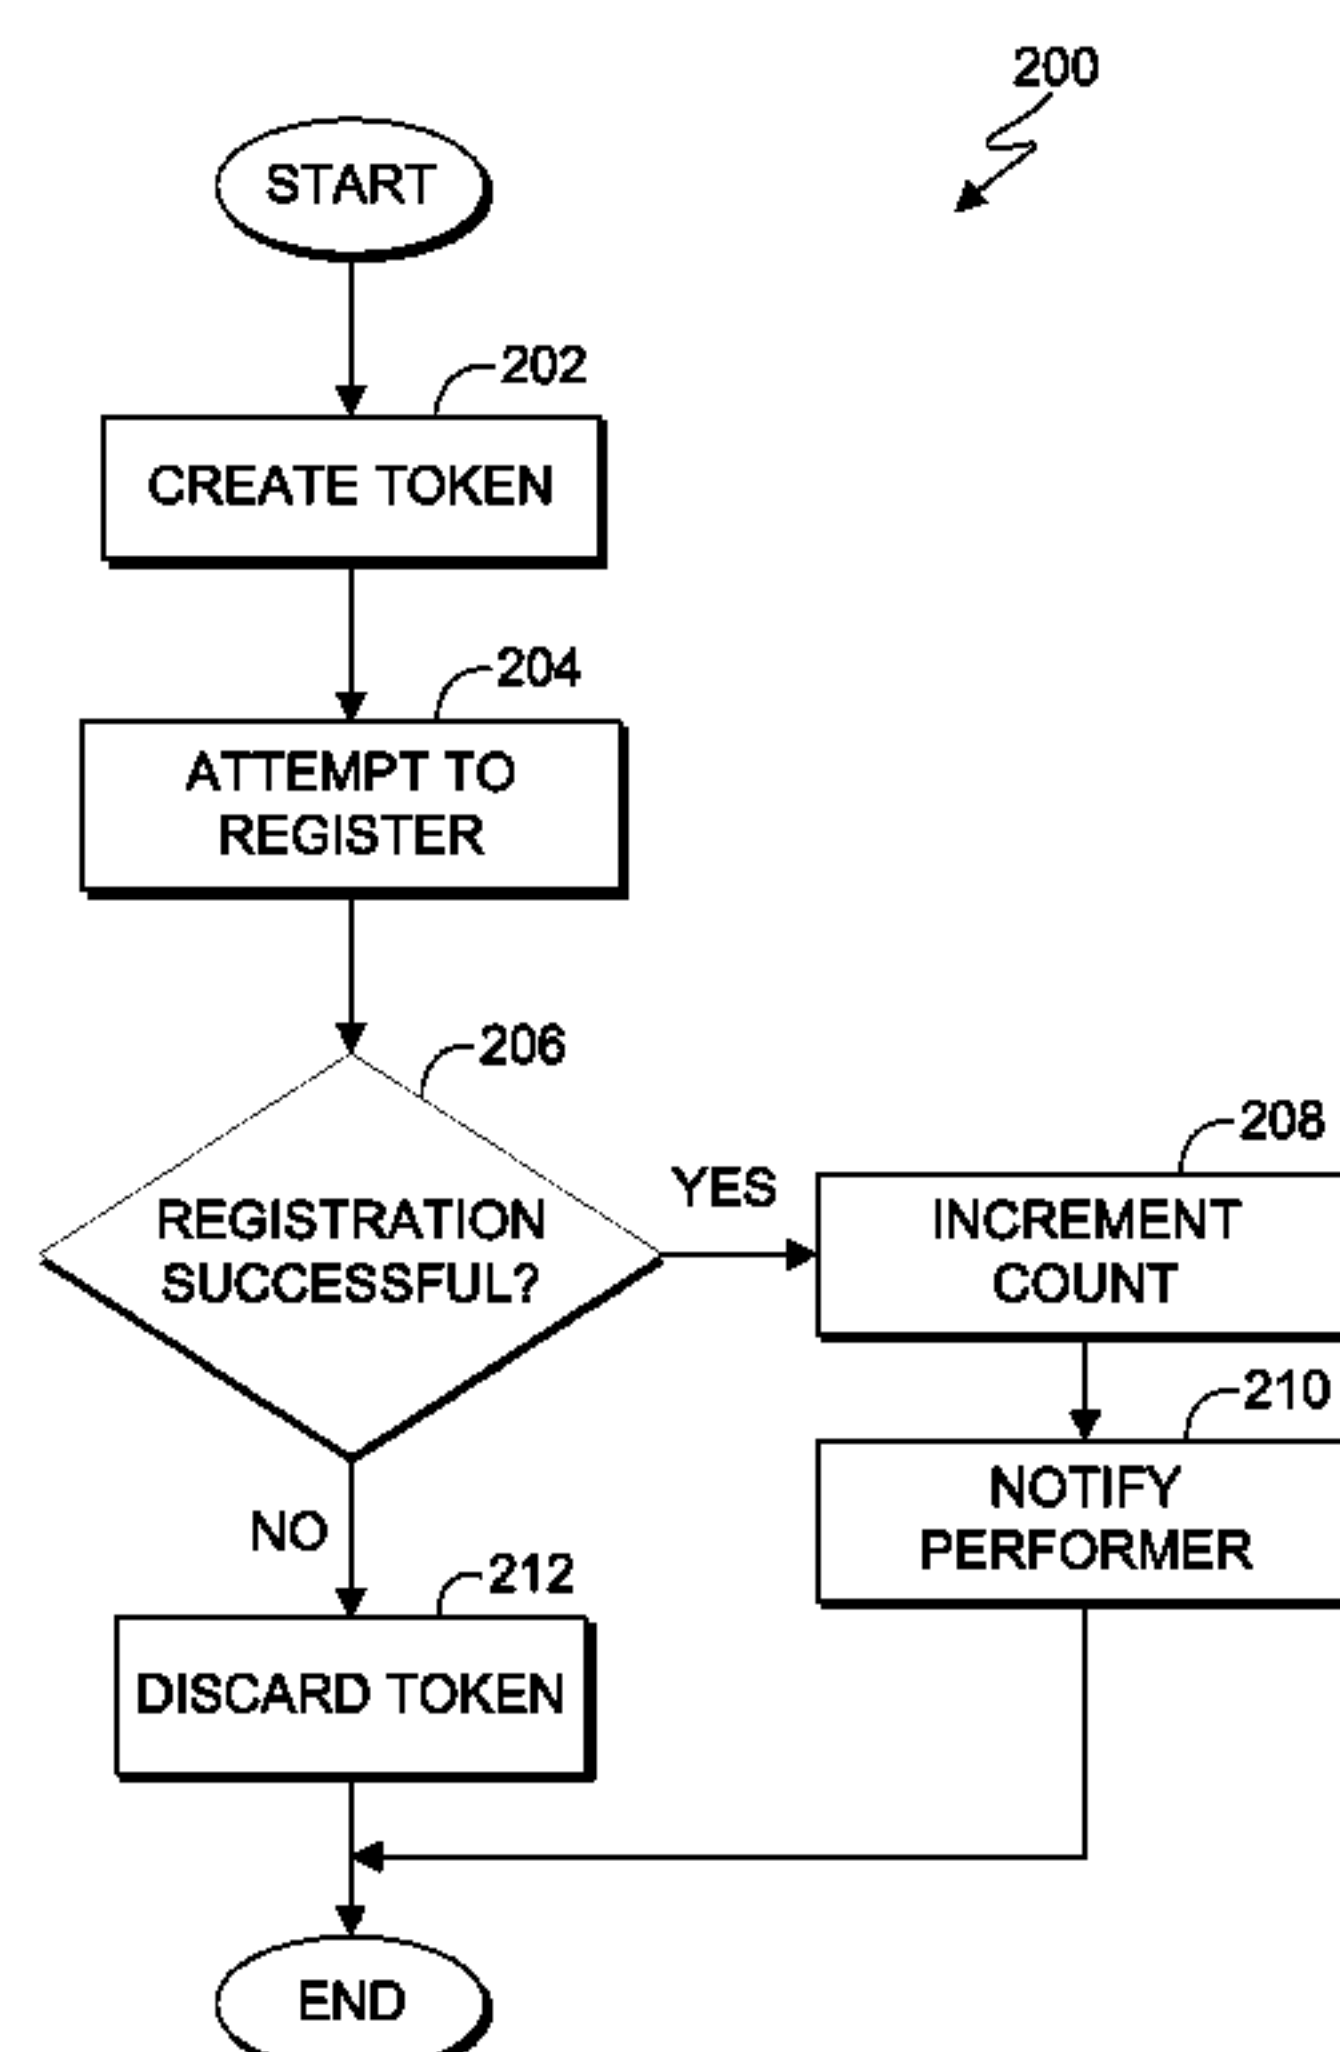 200
START
202
CREATE TOKEN
204
ATTEMPT TO
REGISTER
206
REGISTRATION
SUCCESSFUL?
YES
208
INCREMENT
COUNT
210
NOTIFY
PERFORMER
NO
212
DISCARD TOKEN
END